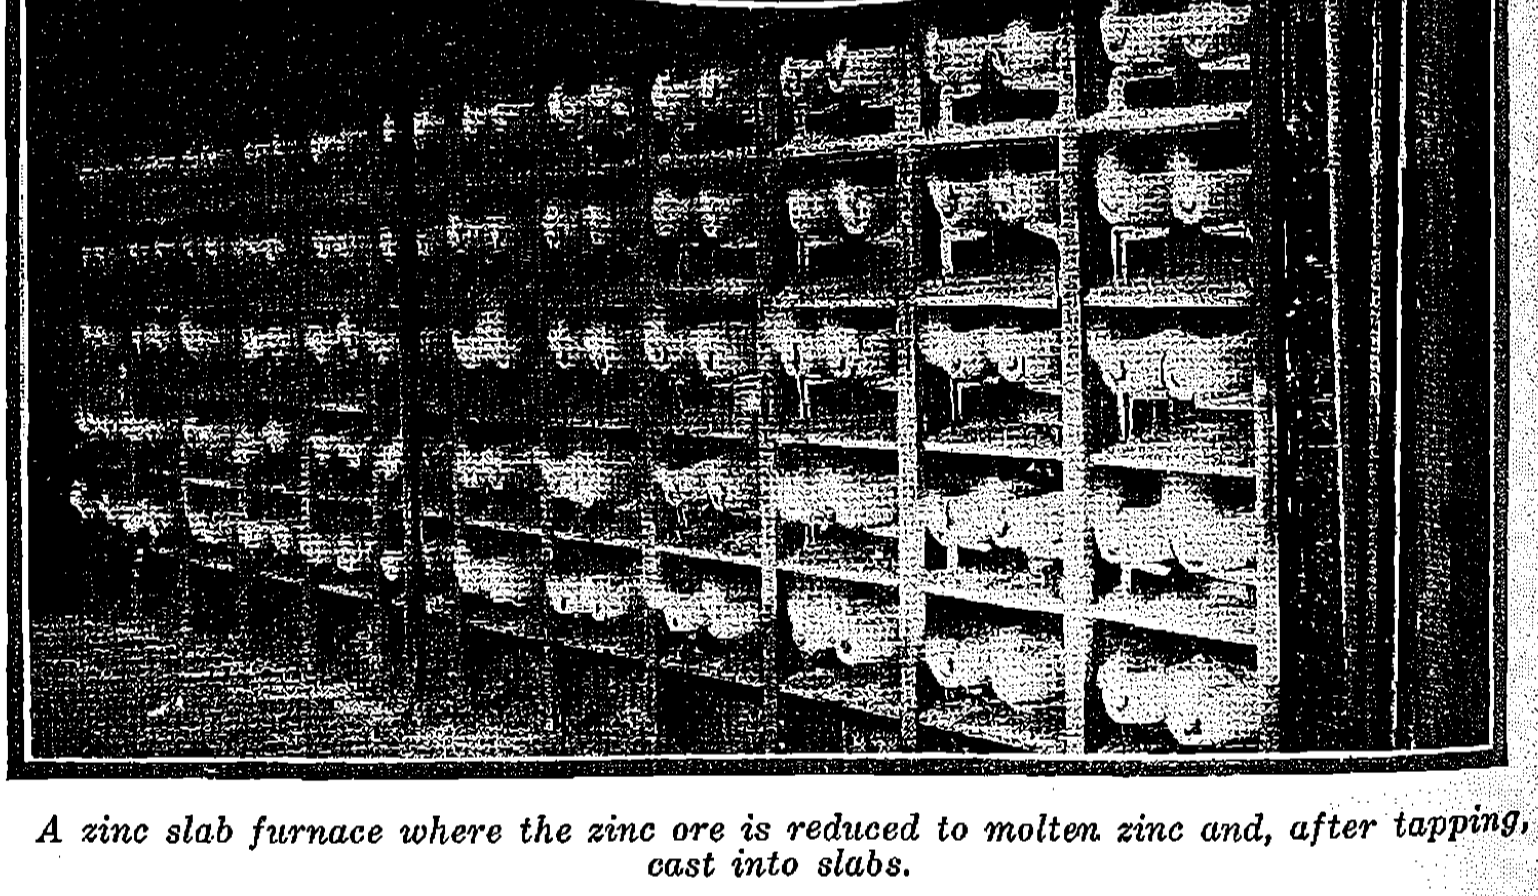 A zinc slab furnace where the zinc ore is reduced to molten zinc and, after tapping,
cast into slabs.